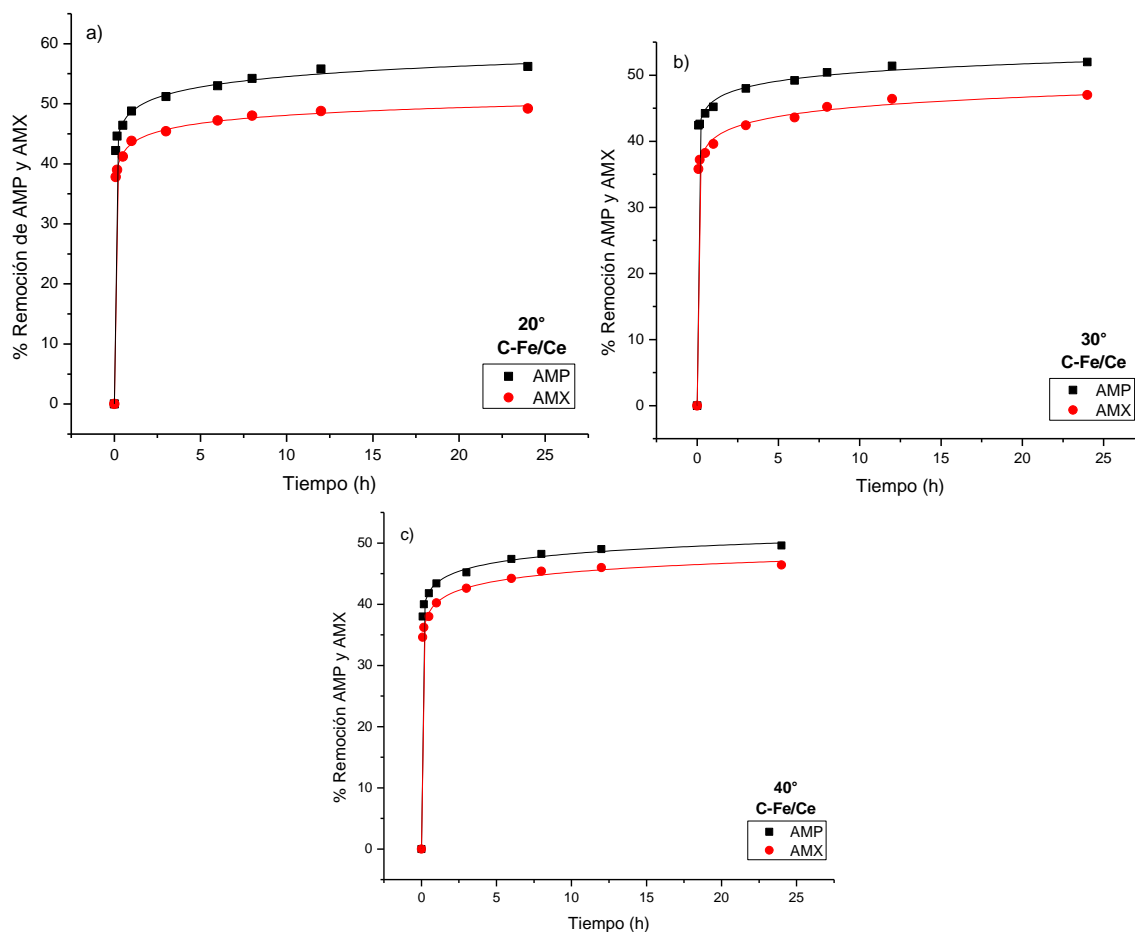 a)
% Remoción de AMP y AMX
60
50
40
30
20
10
0
0 5 10 15 20 25
Tiempo (h)
20°
C-Fe/Ce
AMP
AMX
b)
% Remoción AMP y AMX
50
40
30
20
10
0
0 5 10 15 20 25
Tiempo (h)
30°
C-Fe/Ce
AMP
AMX
c)
% Remoción AMP y AMX
50
40
30
20
10
0
0 5 10 15 20 25
Tiempo (h)
40°
C-Fe/Ce
AMP
AMX